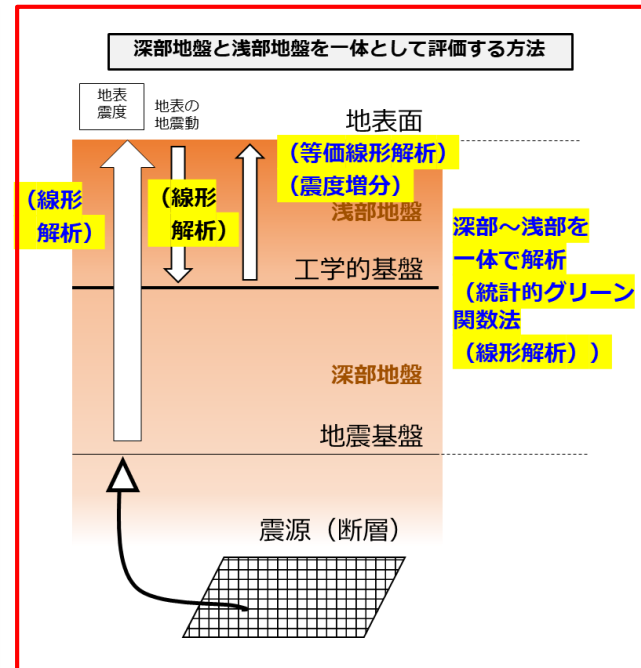 深部地盤と浅部地盤を一体として評価する方法
地表
震度
地表の
地震動
地表面
（等価線形解析）
（震度増分）
（線形
解析）
（線形
解析）
浅部地盤
工学的基盤
深部～浅部を
一体で解析
（統計的グリーン
関数法
（線形解析））
深部地盤
地震基盤
震源（断層）